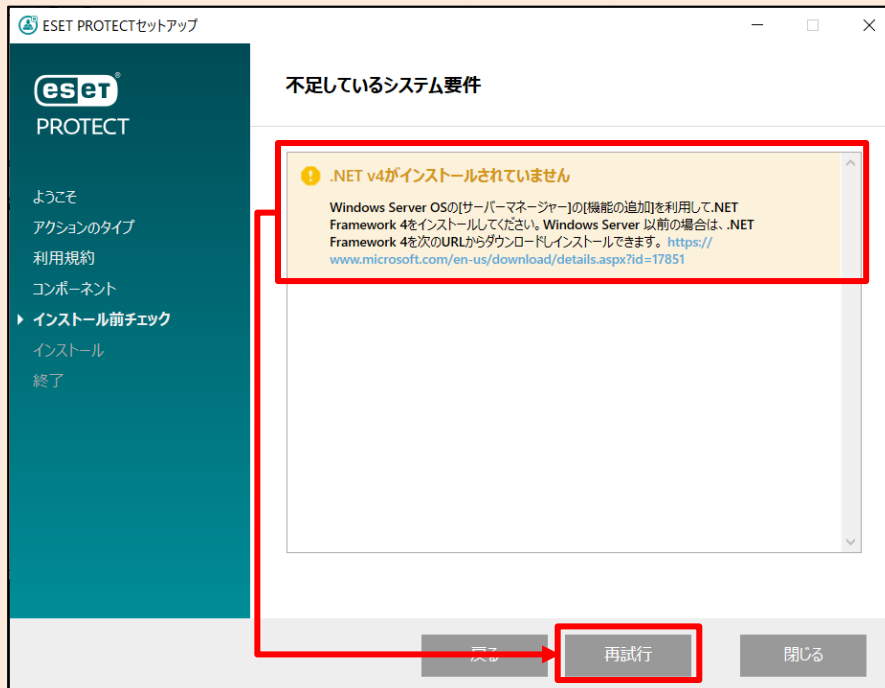 ESET PROTECTセットアップ
eset
PROTECT
ようこそ
アクションのタイプ
利用規約
コンポーネント
インストール前チェック
インストール
終了
不足しているシステム要件
.NET v4がインストールされていません
Windows Server OSの[サーバーマネージャー]の[機能の追加]を利用して.NET
Framework 4をインストールしてください。Windows Server 以前の場合は、.NET
Framework 4を次のURLからダウンロードしインストールできます。 https://
www.microsoft.com/en-us/download/details.aspx?id=17851
戻る
再試行
閉じる